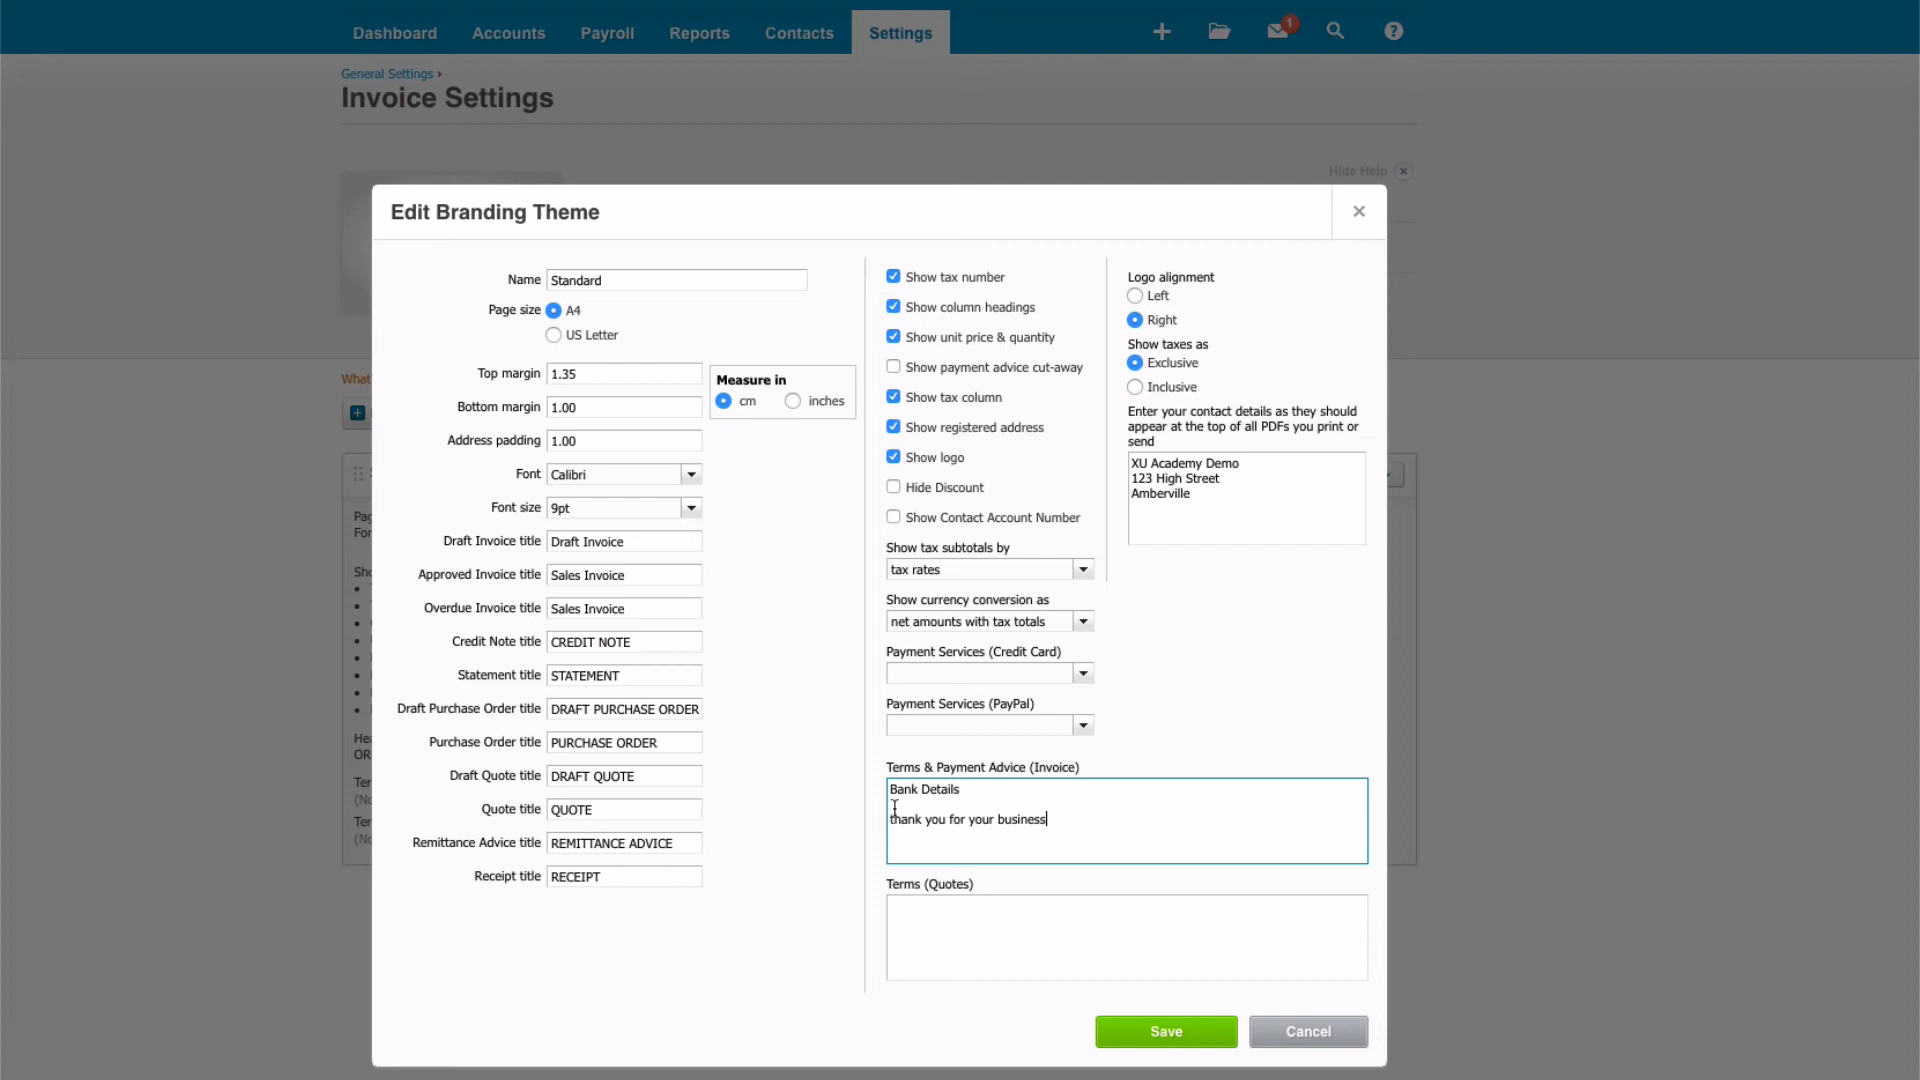 Dashboard
Accounts
Payroll
Reports
Contacts
Settings
1
General Settings ›
Invoice Settings
Hide Help
What
Edit Branding Theme
Name Standard
Page size A4
US Letter
Top margin 1.35
Bottom margin 1.00
Measure in
cm inches
Address padding 1.00
Font Calibri
Font size 9pt
Draft Invoice title Draft Invoice
Approved Invoice title Sales Invoice
Overdue Invoice title Sales Invoice
Credit Note title CREDIT NOTE
Statement title STATEMENT
Draft Purchase Order title DRAFT PURCHASE ORDER
Purchase Order title PURCHASE ORDER
Draft Quote title DRAFT QUOTE
Quote title QUOTE
Remittance Advice title REMITTANCE ADVICE
Receipt title RECEIPT
Show tax number
Show column headings
Show unit price & quantity
Show payment advice cut-away
Show tax column
Show registered address
Show logo
Hide Discount
Show Contact Account Number
Show tax subtotals by
tax rates
Show currency conversion as
net amounts with tax totals
Payment Services (Credit Card)
Payment Services (PayPal)
Logo alignment
Left
Right
Show taxes as
Exclusive
Inclusive
Enter your contact details as they should
appear at the top of all PDFs you print or
send
XU Academy Demo
123 High Street
Amberville
Terms & Payment Advice (Invoice)
Bank Details
thank you for your business
Terms (Quotes)
Save
Cancel